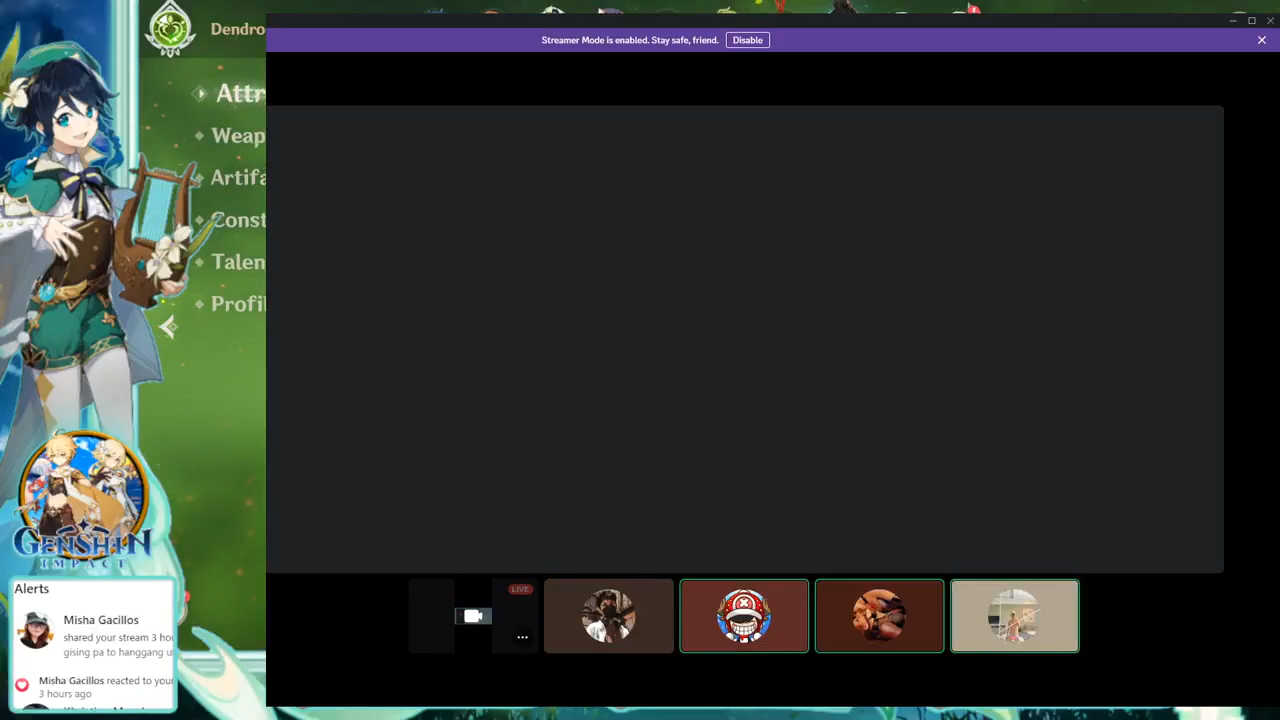 Dendro
Streamer Mode is enabled. Stay safe, friend.
Disable
Attr
Weap
Artifa
Const
Talen
Profil
GENSHIN
IMPACT
LIVE
Alerts
Misha Gacillos
shared your stream 3 ho
gising pa to hanggang u
Misha Gacillos reacted to your
3 hours ago